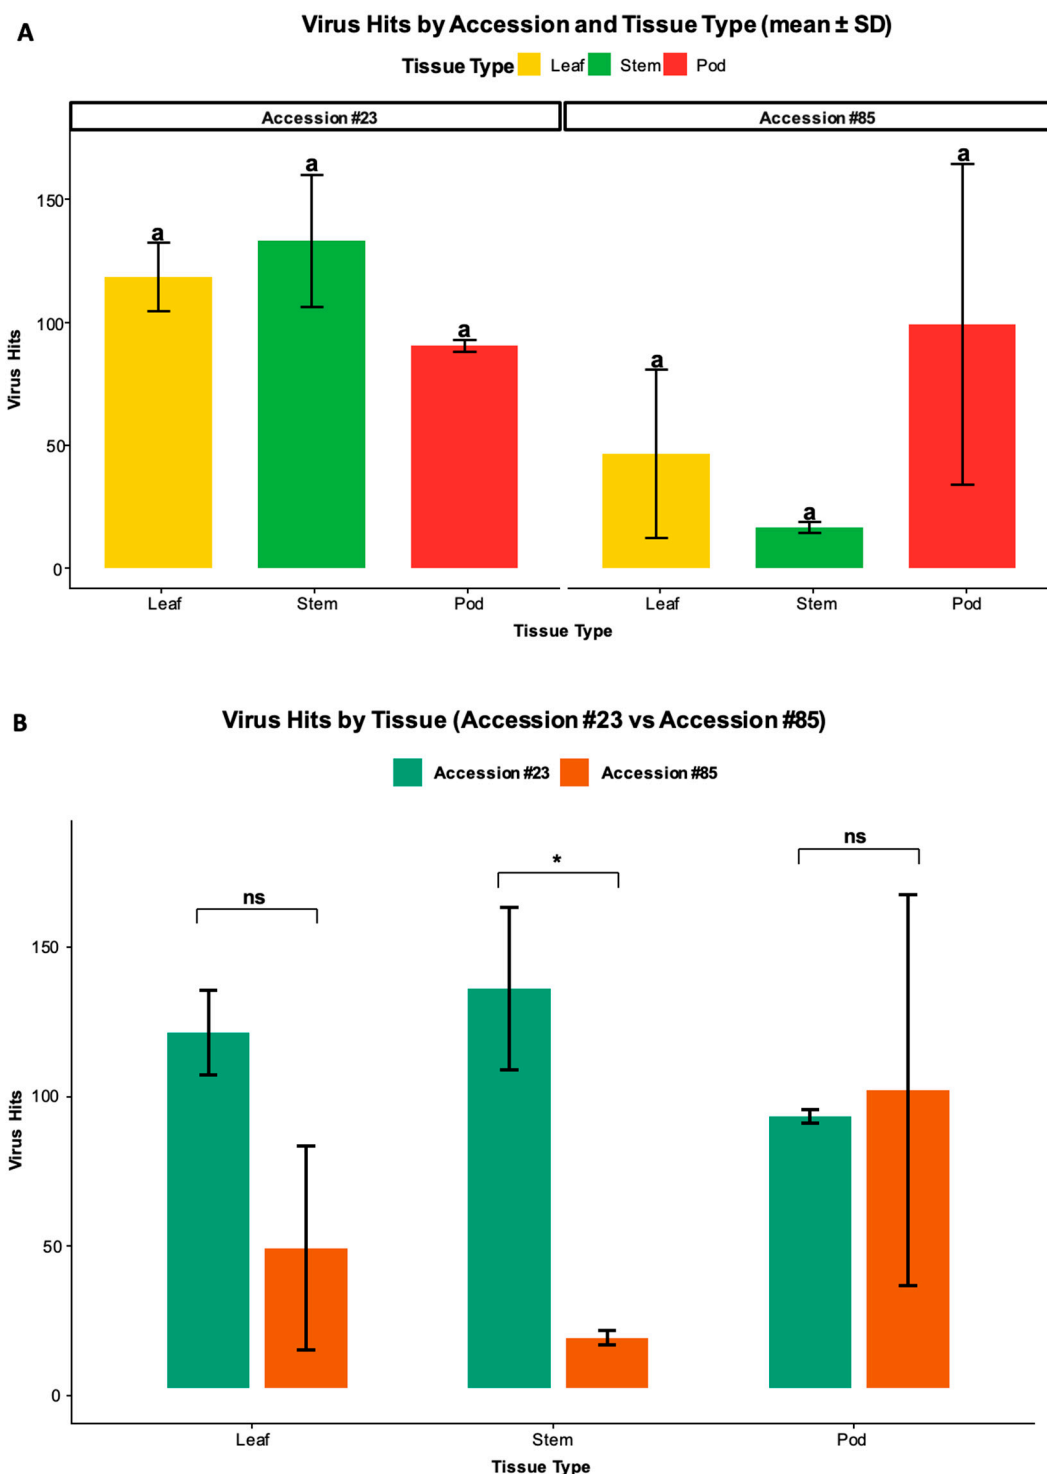 A
Virus Hits by Accession and Tissue Type (mean ± SD)
Tissue Type Leaf Stem Pod
Accession #23 Accession #85
a a a a a a
150
100
50
0
Virus Hits
Leaf Stem Pod Leaf Stem Pod
Tissue Type
B
Virus Hits by Tissue (Accession #23 vs Accession #85)
Accession #23 Accession #85
ns * ns
150
100
50
0
Virus Hits
Leaf Stem Pod
Tissue Type